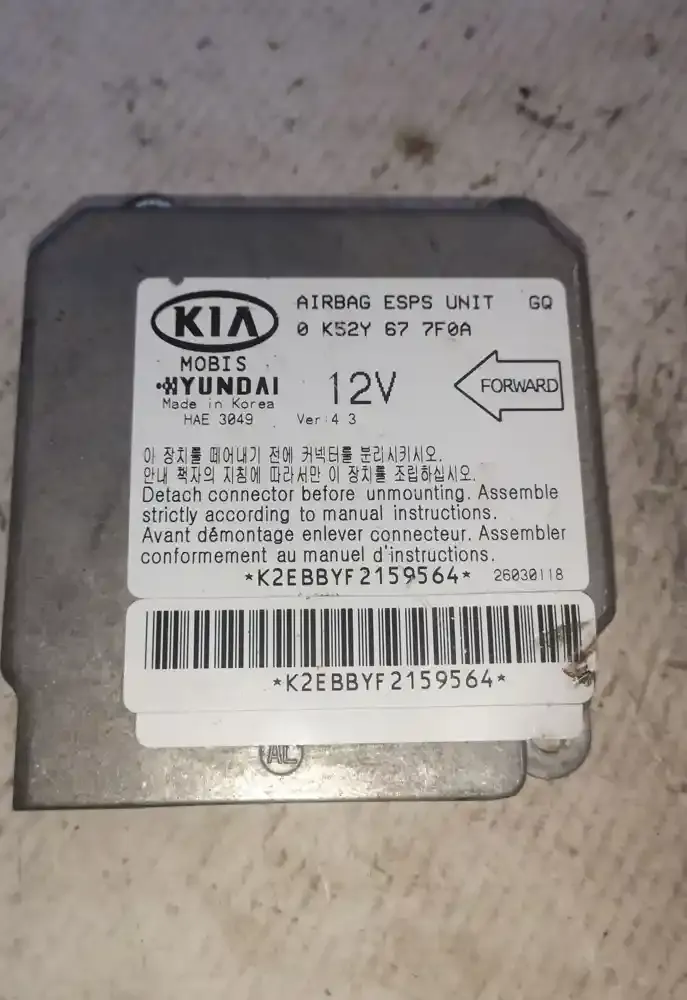 KIA
AIRBAG ESPS UNIT GQ
0 K52Y 67 7F0A
MOBIS
HYUNDAI
Made in Korea
HAE 3049
12V
Ver:4 3
FORWARD
아 장치를 떼어내기 전에 커넥터를 분리시키시오.
안내 책자의 지침에 따라서만 이 장치를 조립하십시오.
Detach connector before unmounting. Assemble
strictly according to manual instructions.
Avant démontage enlever connecteur. Assembler
conformement au manuel d'instructions.
*K2EBBYF2159564* 26030118
*K2EBBYF2159564*
AL